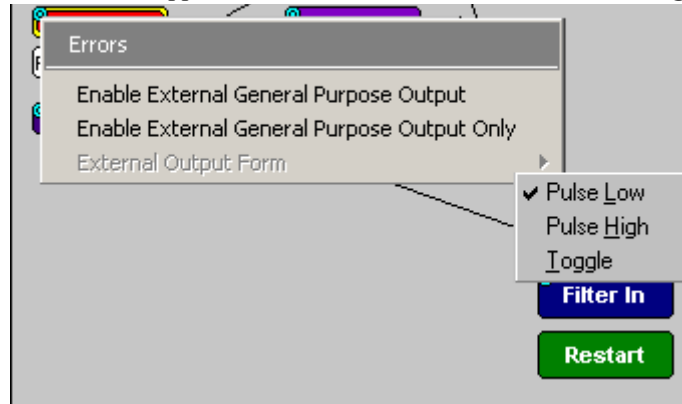 Errors
Enable External General Purpose Output
Enable External General Purpose Output Only
External Output Form
Pulse Low
Pulse High
Toggle
Filter In
Restart